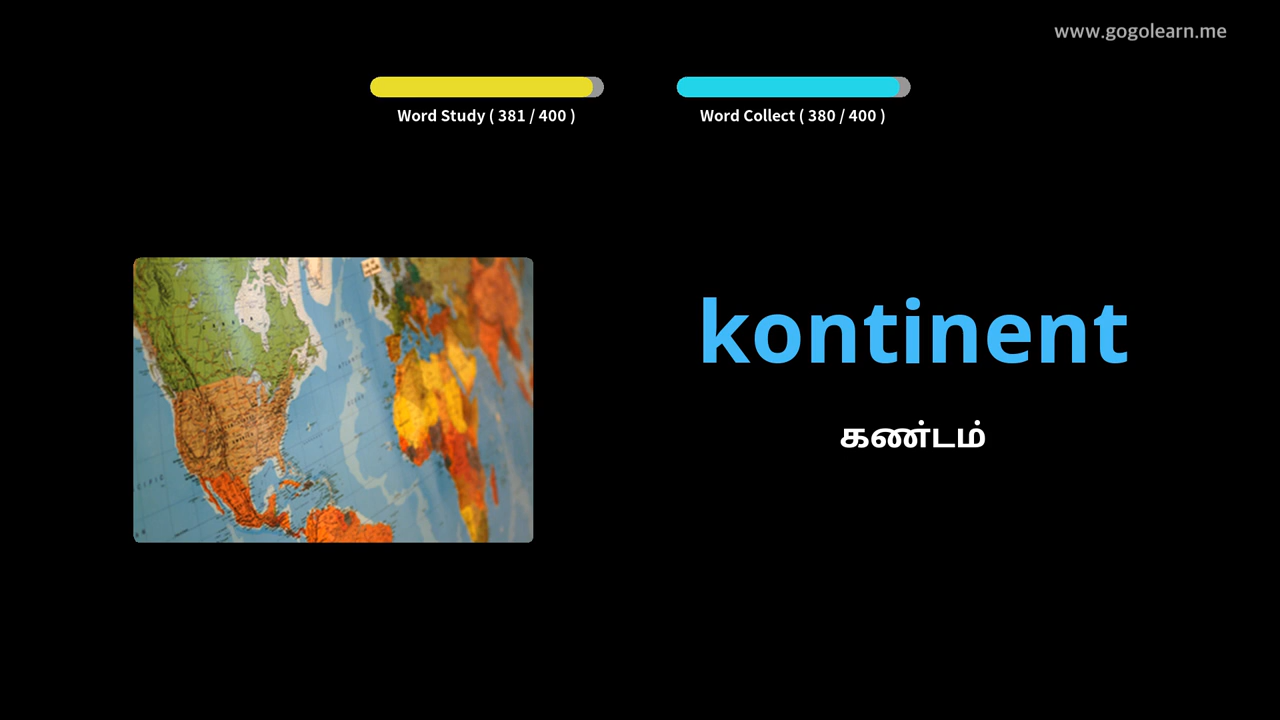 www.gogolearn.me
Word Study ( 381 / 400 )
Word Collect ( 380 / 400 )
kontinent
கண்டம்